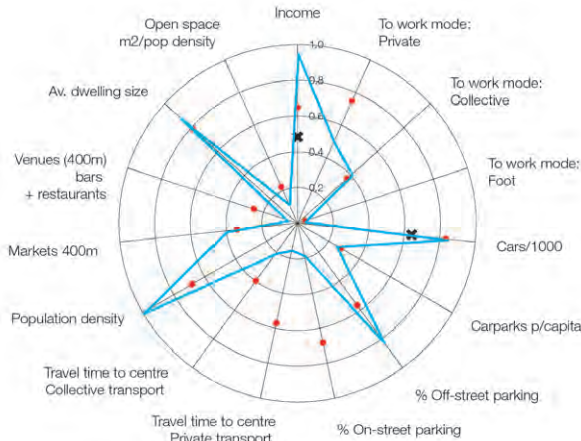 Income
To work mode:
Private
To work mode:
Collective
To work mode:
Foot
Cars/1000
Carparks p/capita
% Off-street parking
% On-street parking
Travel time to centre
Private transport
Travel time to centre
Collective transport
Population density
Markets 400m
Venues (400m)
bars
+ restaurants
Av. dwelling size
Open space
m2/pop density
1.0
0.8
0.6
0.4
0.2